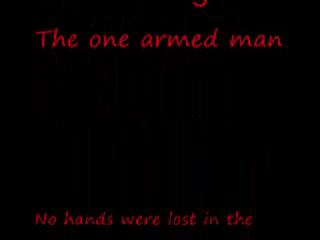 The one armed man
No hands were lost in the